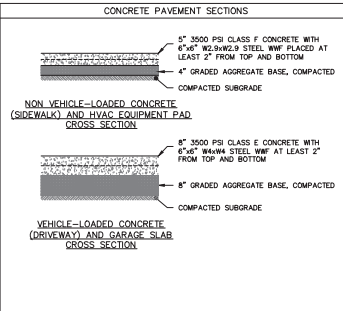 CONCRETE PAVEMENT SECTIONS
5" 3500 PSI CLASS F CONCRETE WITH
6"x6" W2.9xW2.9 STEEL WWF PLACED AT
LEAST 2" FROM TOP AND BOTTOM
4" GRADED AGGREGATE BASE, COMPACTED
COMPACTED SUBGRADE
NON VEHICLE-LOADED CONCRETE
(SIDEWALK) AND HVAC EQUIPMENT PAD
CROSS SECTION
8" 3500 PSI CLASS E CONCRETE WITH
6"x6" W4xW4 STEEL WWF AT LEAST 2"
FROM TOP AND BOTTOM
8" GRADED AGGREGATE BASE, COMPACTED
COMPACTED SUBGRADE
VEHICLE-LOADED CONCRETE
(DRIVEWAY) AND GARAGE SLAB
CROSS SECTION